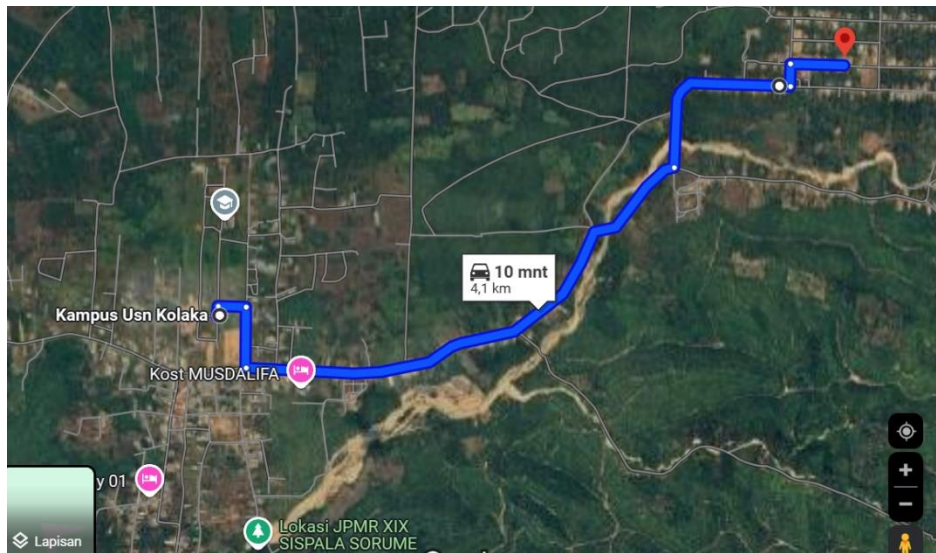 10 mnt
4,1 km
Kampus Usn Kolaka
Kost MUSDALIFA
y 01
Lokasi JPMR XIX
SISPALA SORUME
Lapisan